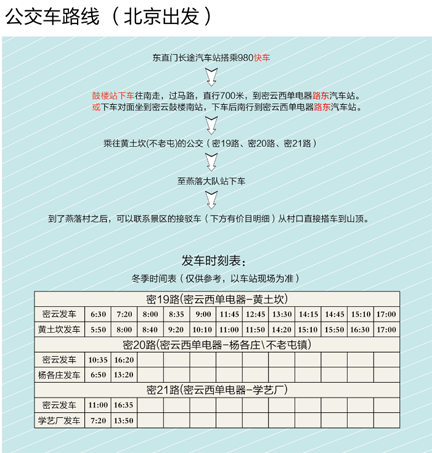 公交车路线（北京出发）
东直门长途汽车站搭乘980快车
鼓楼站下车往南走，过马路，直行700米，到密云西单电器路东汽车站。
或下车对面坐到密云鼓楼南站，下车后南行到密云西单电器路东汽车站。
乘往黄土坎(不老屯)的公交（密19路、密20路、密21路）
至燕落大队站下车
到了燕落村之后，可以联系景区的接驳车（下方有价目明细）从村口直接搭车到山顶。
发车时刻表：
冬季时间表（仅供参考，以车站现场为准）
密19路(密云西单电器-黄土坎)
密云发车 6:30 7:20 8:00 8:35 9:00 11:45 12:45 13:30 14:15 14:45 15:10 17:00
黄土坎发车 5:50 8:00 8:40 9:20 10:10 11:00 11:50 14:20 15:10 15:50 16:30 17:00
密20路(密云西单电器-杨各庄\不老屯镇)
密云发车 10:35 16:20
杨各庄发车 6:50 13:20
密21路(密云西单电器-学艺厂)
密云发车 11:00 16:35
学艺厂发车 7:20 13:50